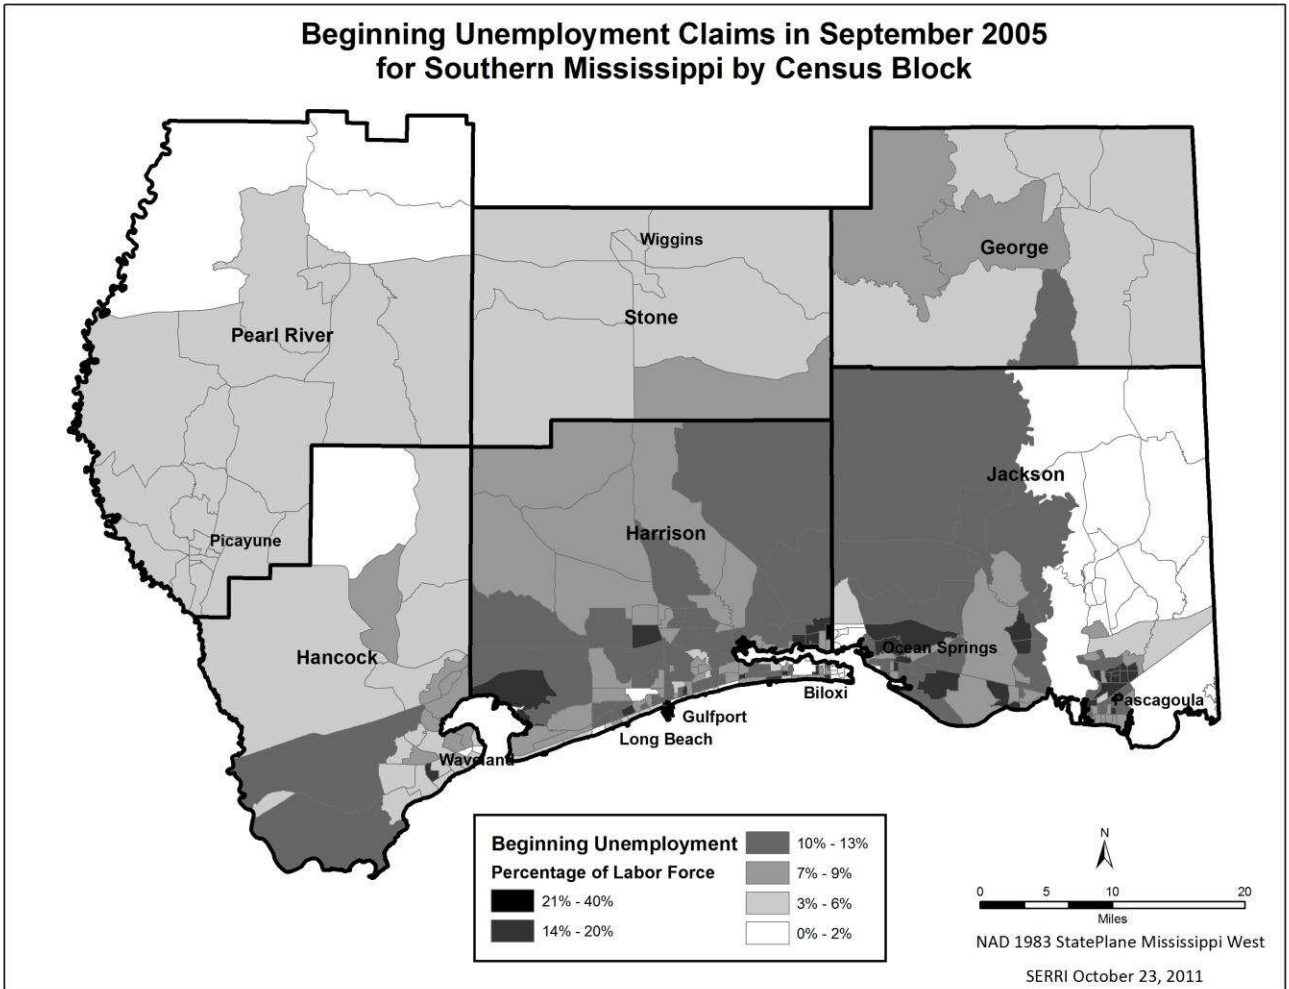 Beginning Unemployment Claims in September 2005
for Southern Mississippi by Census Block
Wiggins
George
Stone
Pearl River
Jackson
Harrison
Picayune
Hancock
Ocean Springs
Biloxi
Pascagoula
Gulfport
Long Beach
Waveland
Beginning Unemployment
Percentage of Labor Force
21% - 40%
14% - 20%
10% - 13%
7% - 9%
3% - 6%
0% - 2%
N
0 5 10 20
Miles
NAD 1983 StatePlane Mississippi West
SERRI October 23, 2011